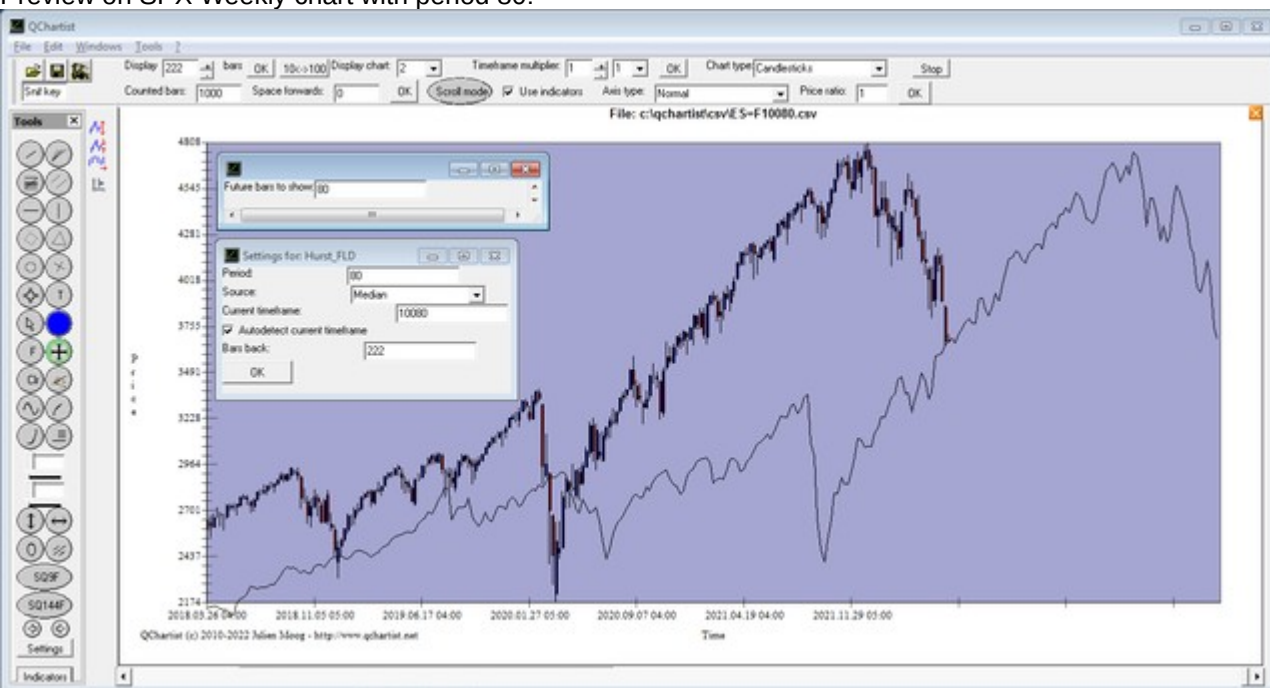 Preview on SPX Weekly chart with period 80:
QChartist
File Edit Windows Tools ?
Display 222 bars OK 10<->100 Display chart: 2 Timeframe multiplier: 1 1 OK Chart type: Candlesticks Stop
Snif key Counted bars: 1000 Space forwards: 0 OK Scroll mode Use indicators Axis type: Normal Price ratio: 1 OK
File: c:\qchartist\csv\ES=F10080.csv
Tools
Future bars to show: 80
Settings for: Hurst_FLD
Period: 80
Source: Median
Current timeframe: 10080
Autodetect current timeframe
Bars back: 222
OK
4808
4545
4281
4018
3755
3491
3228
2964
2701
2437
2174
Price
2018.03.26 04:00 2018.11.05 05:00 2019.06.17 04:00 2020.01.27 05:00 2020.09.07 04:00 2021.04.19 04:00 2021.11.29 05:00
QChartist (c) 2010-2022 Julien Moog - http://www.qchartist.net
Time
T
F
SQ9F
SQ144F
Settings
Indicators